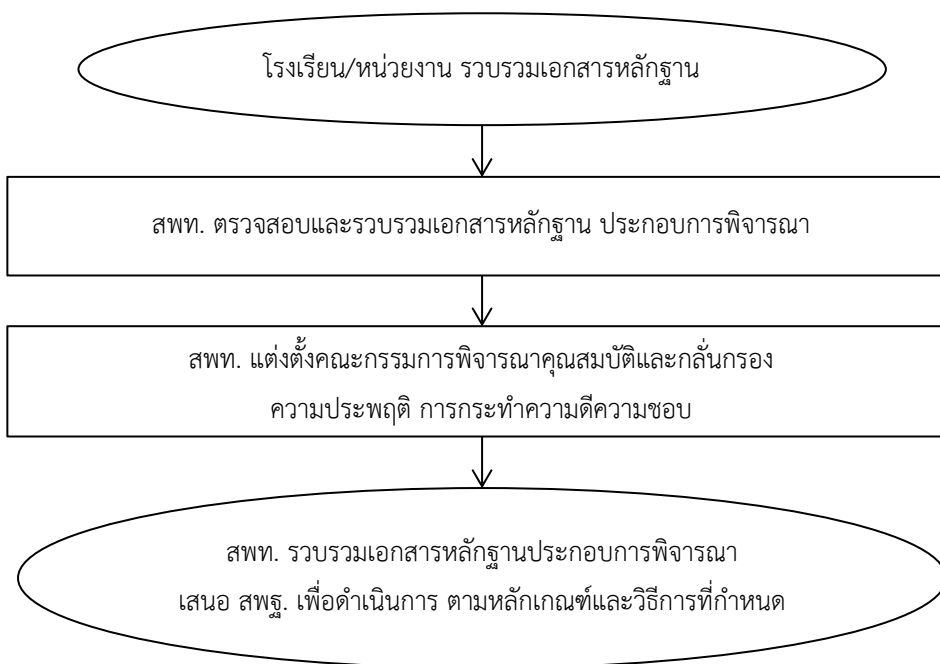 โรงเรียน/หน่วยงาน รวบรวมเอกสารหลักฐาน
สพท. ตรวจสอบและรวบรวมเอกสารหลักฐาน ประกอบการพิจารณา
สพท. แต่งตั้งคณะกรรมการพิจารณาคุณสมบัติและกลั่นกรอง
ความประพฤติ การกระทำความดีความชอบ
สพท. รวบรวมเอกสารหลักฐานประกอบการพิจารณา
เสนอ สพฐ. เพื่อดำเนินการ ตามหลักเกณฑ์และวิธีการที่กำหนด